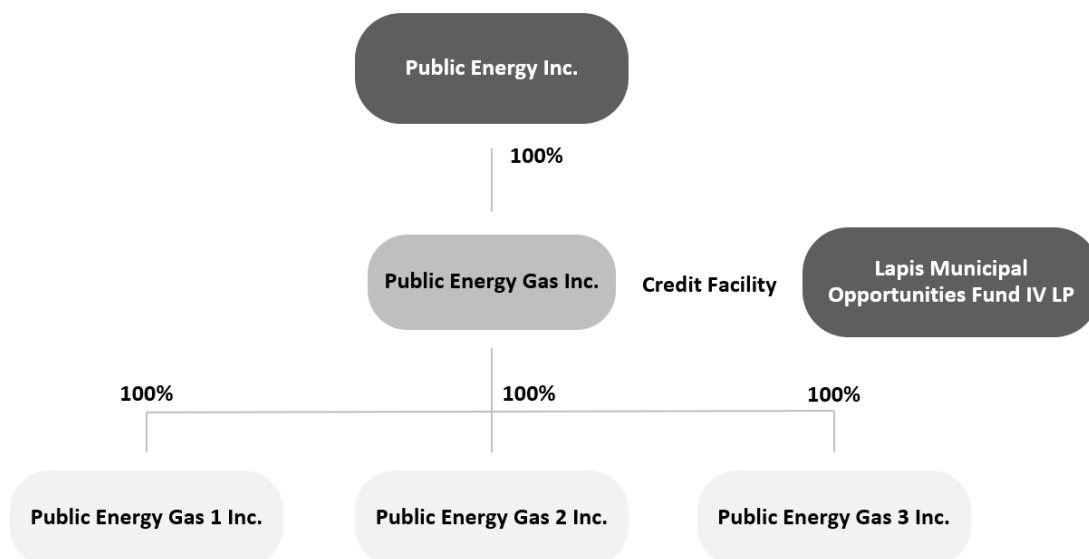 Public Energy Inc.
100%
Public Energy Gas Inc.
Credit Facility
Lapis Municipal
Opportunities Fund IV LP
100%
100%
100%
Public Energy Gas 1 Inc.
Public Energy Gas 2 Inc.
Public Energy Gas 3 Inc.